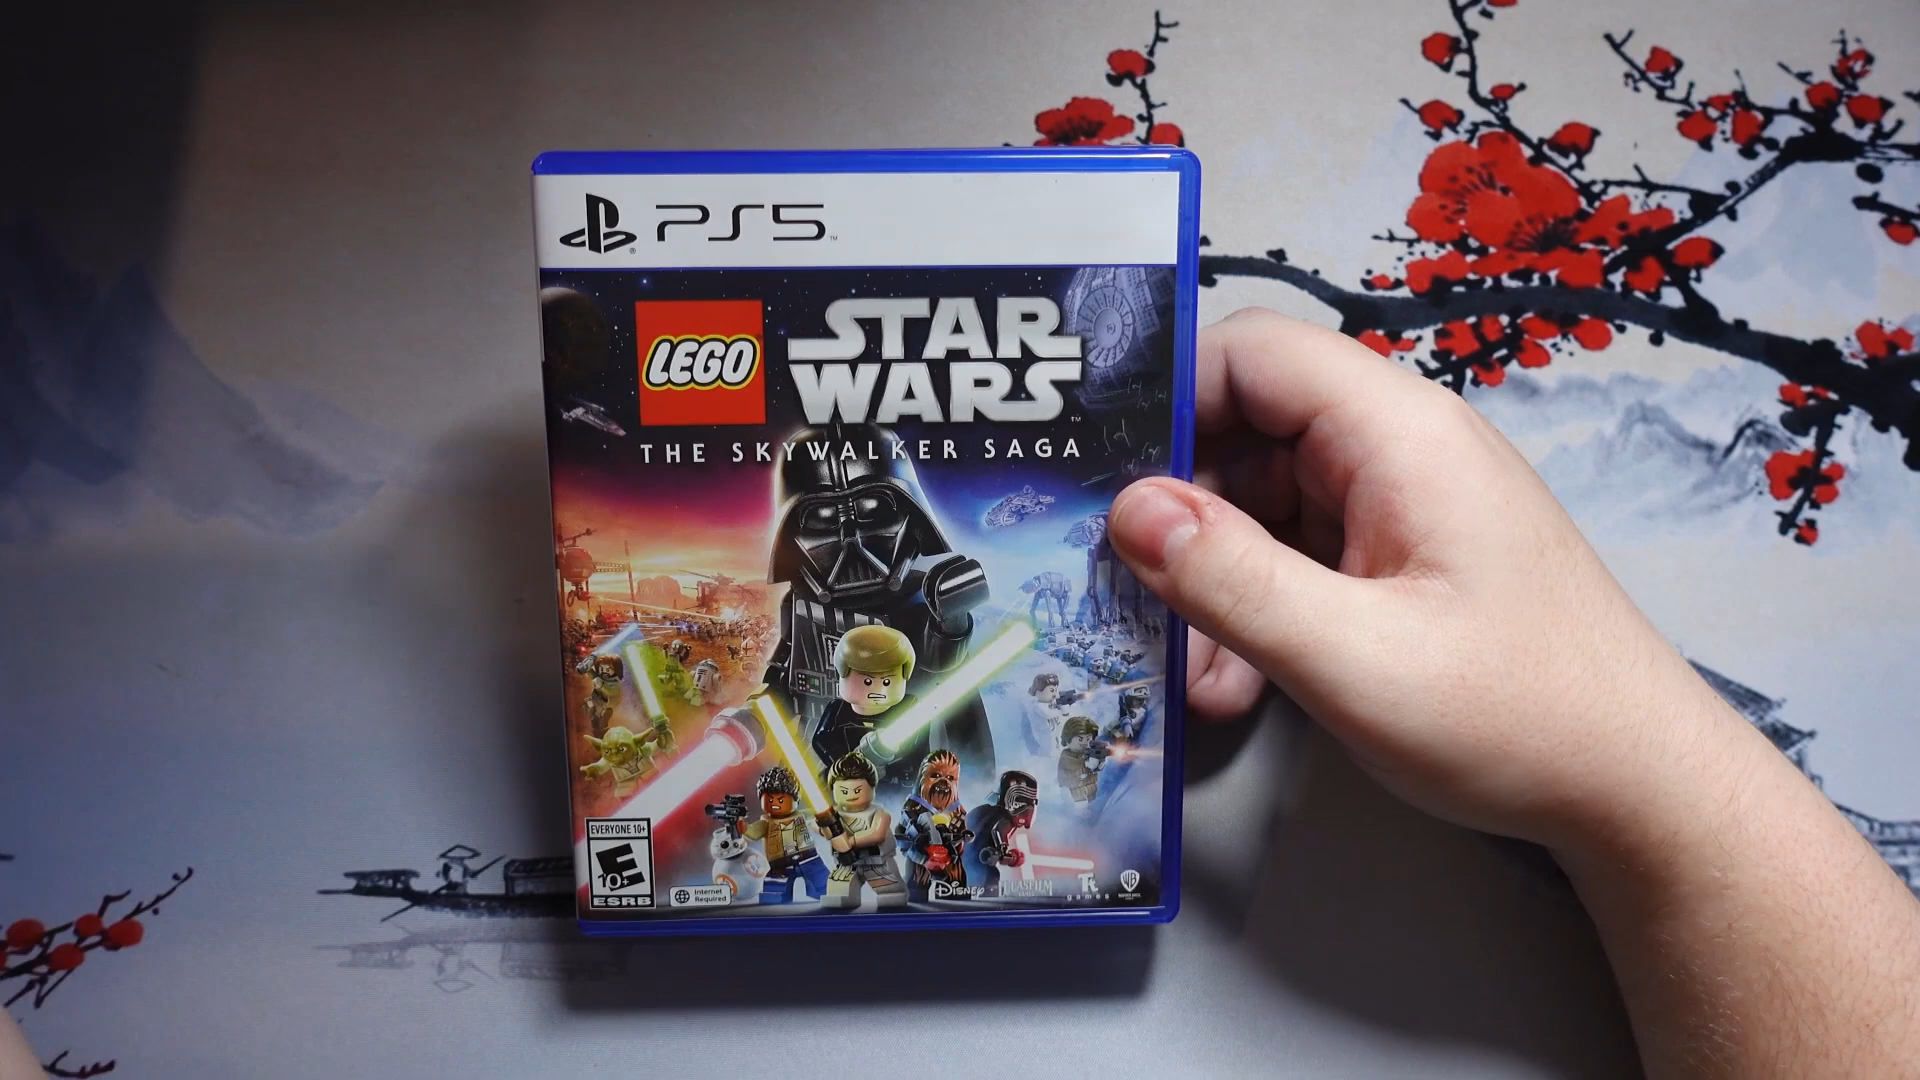 PS5
LEGO
STAR
WARS
THE SKYWALKER SAGA
EVERYONE 10+
E
10+
ESRB
Internet
Required
Disney
LUCASFILM
games